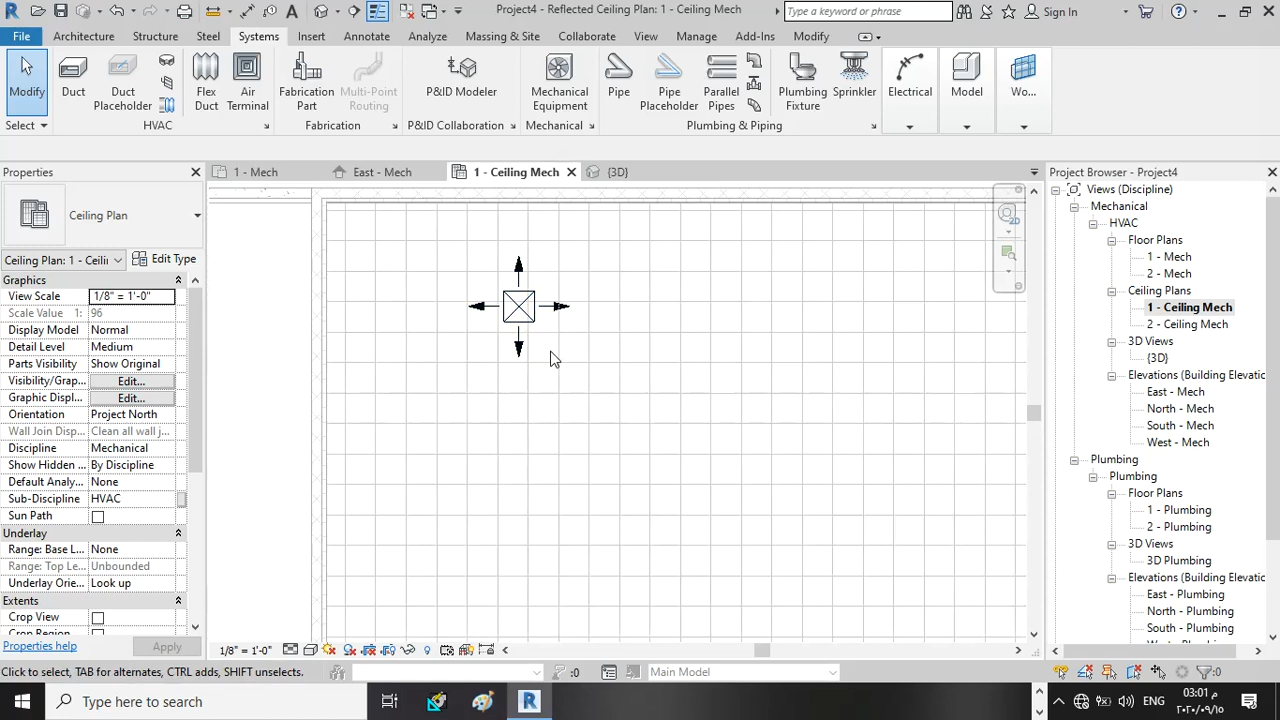 Project4 - Reflected Ceiling Plan: 1 - Ceiling Mech
Type a keyword or phrase
Sign In
File
Architecture
Structure
Steel
Systems
Insert
Annotate
Analyze
Massing & Site
Collaborate
View
Manage
Add-Ins
Modify
Modify
Duct
Duct Placeholder
Flex Duct
Air Terminal
Fabrication Part
Multi-Point Routing
P&ID Modeler
Mechanical Equipment
Pipe
Pipe Placeholder
Parallel Pipes
Plumbing Fixture
Sprinkler
Electrical
Model
Wo...
Select
HVAC
Fabrication
P&ID Collaboration
Mechanical
Plumbing & Piping
Properties
1 - Mech
East - Mech
1 - Ceiling Mech
{3D}
Project Browser - Project4
Ceiling Plan
Ceiling Plan: 1 - Ceili
Edit Type
Graphics
View Scale 1/8" = 1'-0"
Scale Value 1: 96
Display Model Normal
Detail Level Medium
Parts Visibility Show Original
Visibility/Grap... Edit...
Graphic Displ... Edit...
Orientation Project North
Wall Join Disp... Clean all wall j...
Discipline Mechanical
Show Hidden ... By Discipline
Default Analy... None
Sub-Discipline HVAC
Sun Path
Underlay
Range: Base L... None
Range: Top Le... Unbounded
Underlay Orie... Look up
Extents
Crop View
Crop Region
Properties help
Apply
2D
Views (Discipline)
Mechanical
HVAC
Floor Plans
1 - Mech
2 - Mech
Ceiling Plans
1 - Ceiling Mech
2 - Ceiling Mech
3D Views
{3D}
Elevations (Building Elevatic
East - Mech
North - Mech
South - Mech
West - Mech
Plumbing
Plumbing
Floor Plans
1 - Plumbing
2 - Plumbing
3D Views
3D Plumbing
Elevations (Building Elevatic
East - Plumbing
North - Plumbing
South - Plumbing
1/8" = 1'-0"
Click to select, TAB for alternates, CTRL adds, SHIFT unselects.
:0
Main Model
:0
Type here to search
ENG
03:01 م
٢٠٢٠/٠٩/١٥